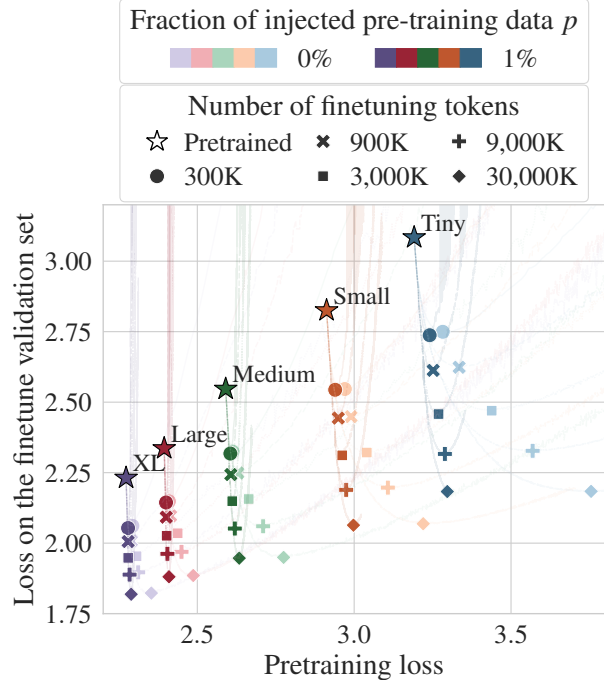 Fraction of injected pre-training data p
0% 1%
Number of finetuning tokens
Pretrained 900K 9,000K
300K 3,000K 30,000K
Loss on the finetune validation set
3.00
2.75
2.50
2.25
2.00
1.75
Tiny
Small
Medium
Large
XL
2.5 3.0 3.5
Pretraining loss